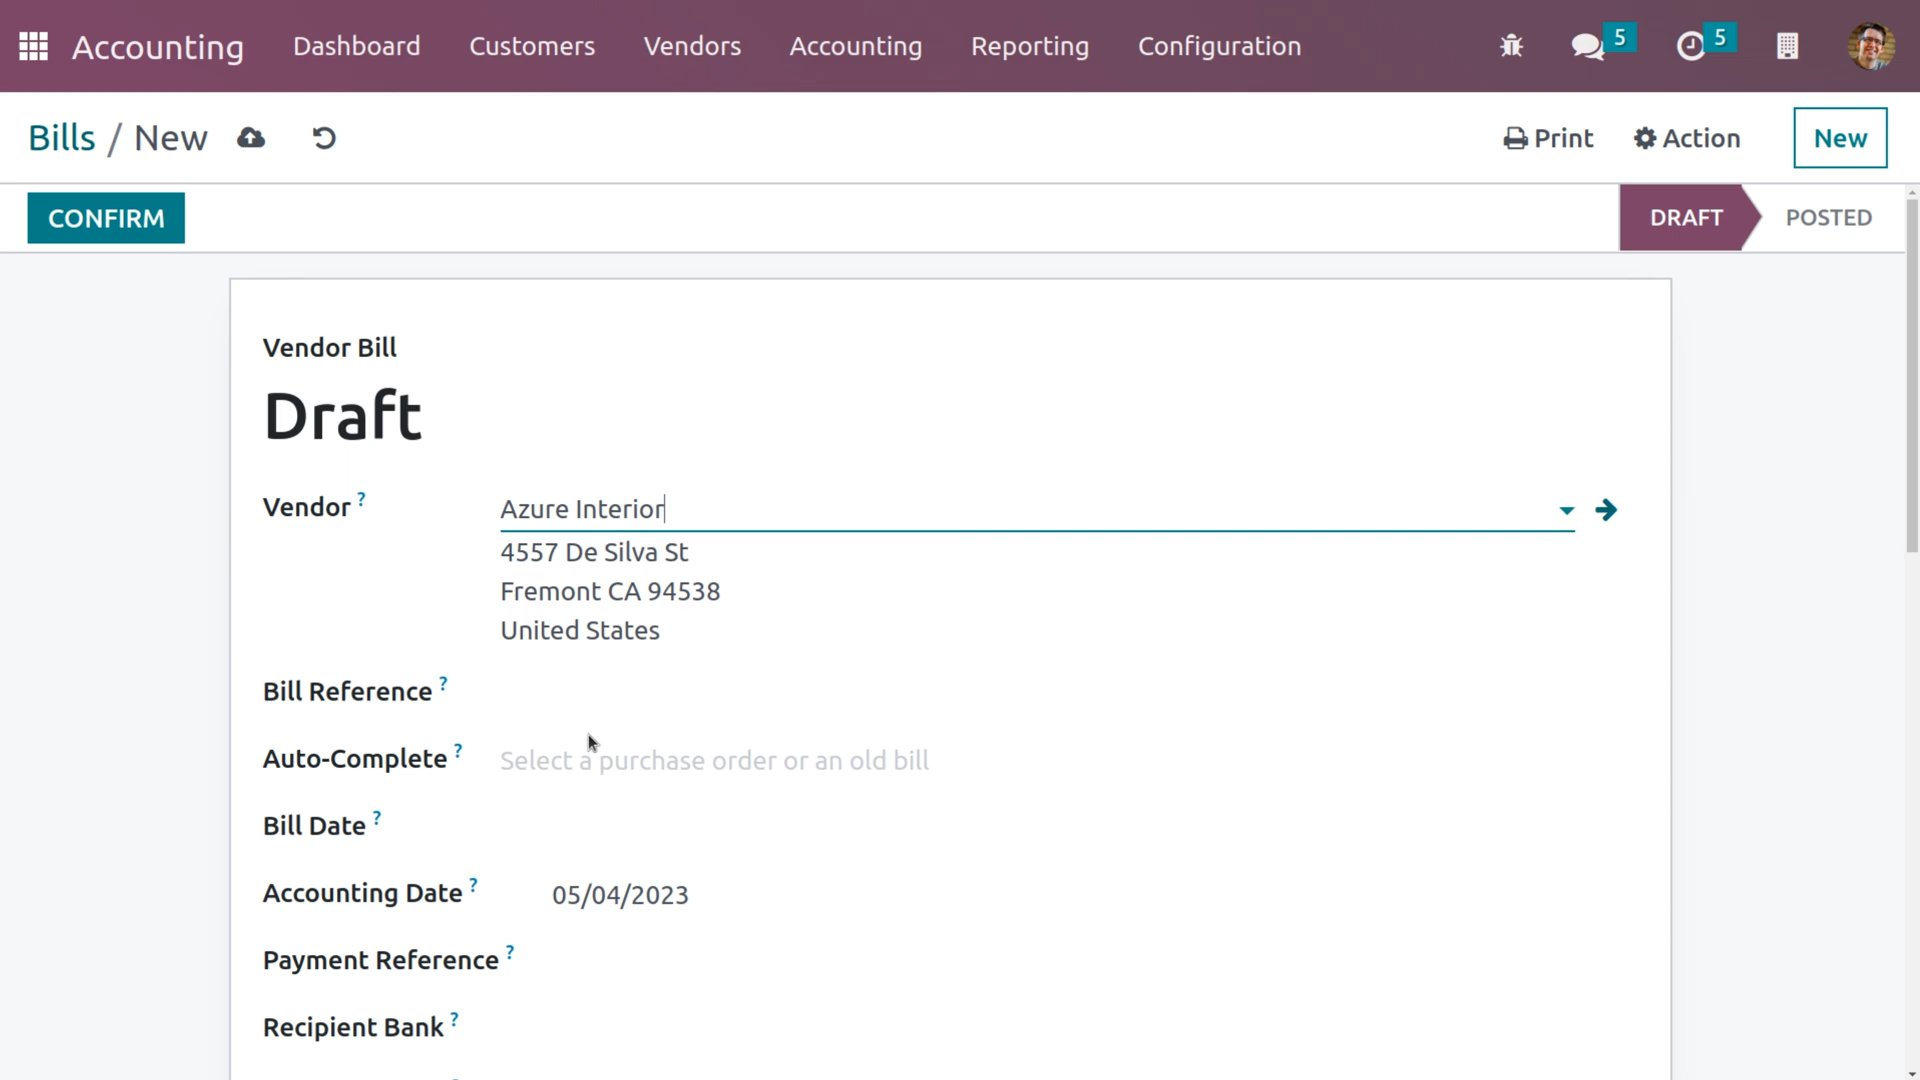 Accounting Dashboard Customers Vendors Accounting Reporting Configuration 5 5
Bills / New Print Action New
CONFIRM DRAFT POSTED
Vendor Bill
Draft
Vendor ? Azure Interior
4557 De Silva St
Fremont CA 94538
United States
Bill Reference ?
Auto-Complete ? Select a purchase order or an old bill
Bill Date ?
Accounting Date ? 05/04/2023
Payment Reference ?
Recipient Bank ?